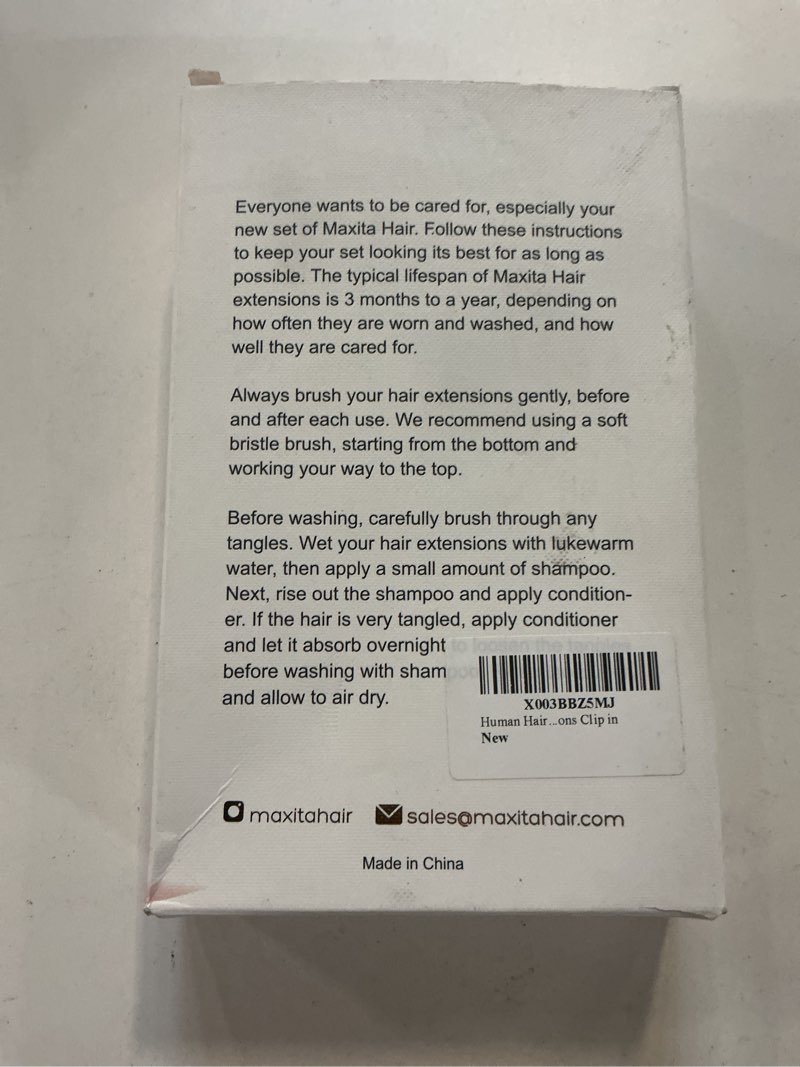 Everyone wants to be cared for, especially your
new set of Maxita Hair. Follow these instructions
to keep your set looking its best for as long as
possible. The typical lifespan of Maxita Hair
extensions is 3 months to a year, depending on
how often they are worn and washed, and how
well they are cared for.
Always brush your hair extensions gently, before
and after each use. We recommend using a soft
bristle brush, starting from the bottom and
working your way to the top.
Before washing, carefully brush through any
tangles. Wet your hair extensions with lukewarm
water, then apply a small amount of shampoo.
Next, rise out the shampoo and apply condition-
er. If the hair is very tangled, apply conditioner
and let it absorb overnight to loosen the
before washing with sham
and allow to air dry.
X003BBZ5MJ
Human Hair...ons Clip in
New
maxitahair sales@maxitahair.com
Made in China